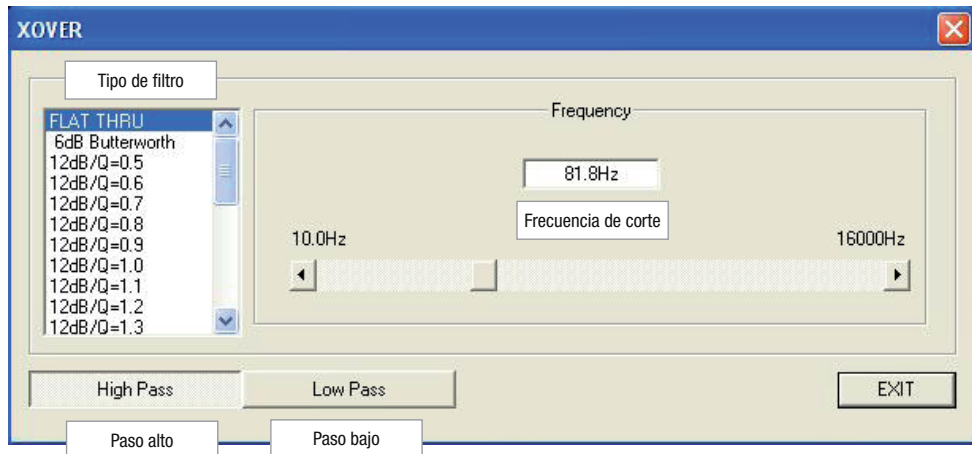 XOVER
Tipo de filtro
FLAT THRU
6dB Butterworth
12dB/Q=0.5
12dB/Q=0.6
12dB/Q=0.7
12dB/Q=0.8
12dB/Q=0.9
12dB/Q=1.0
12dB/Q=1.1
12dB/Q=1.2
12dB/Q=1.3
Frequency
81.8Hz
Frecuencia de corte
10.0Hz
16000Hz
High Pass
Low Pass
EXIT
Paso alto
Paso bajo